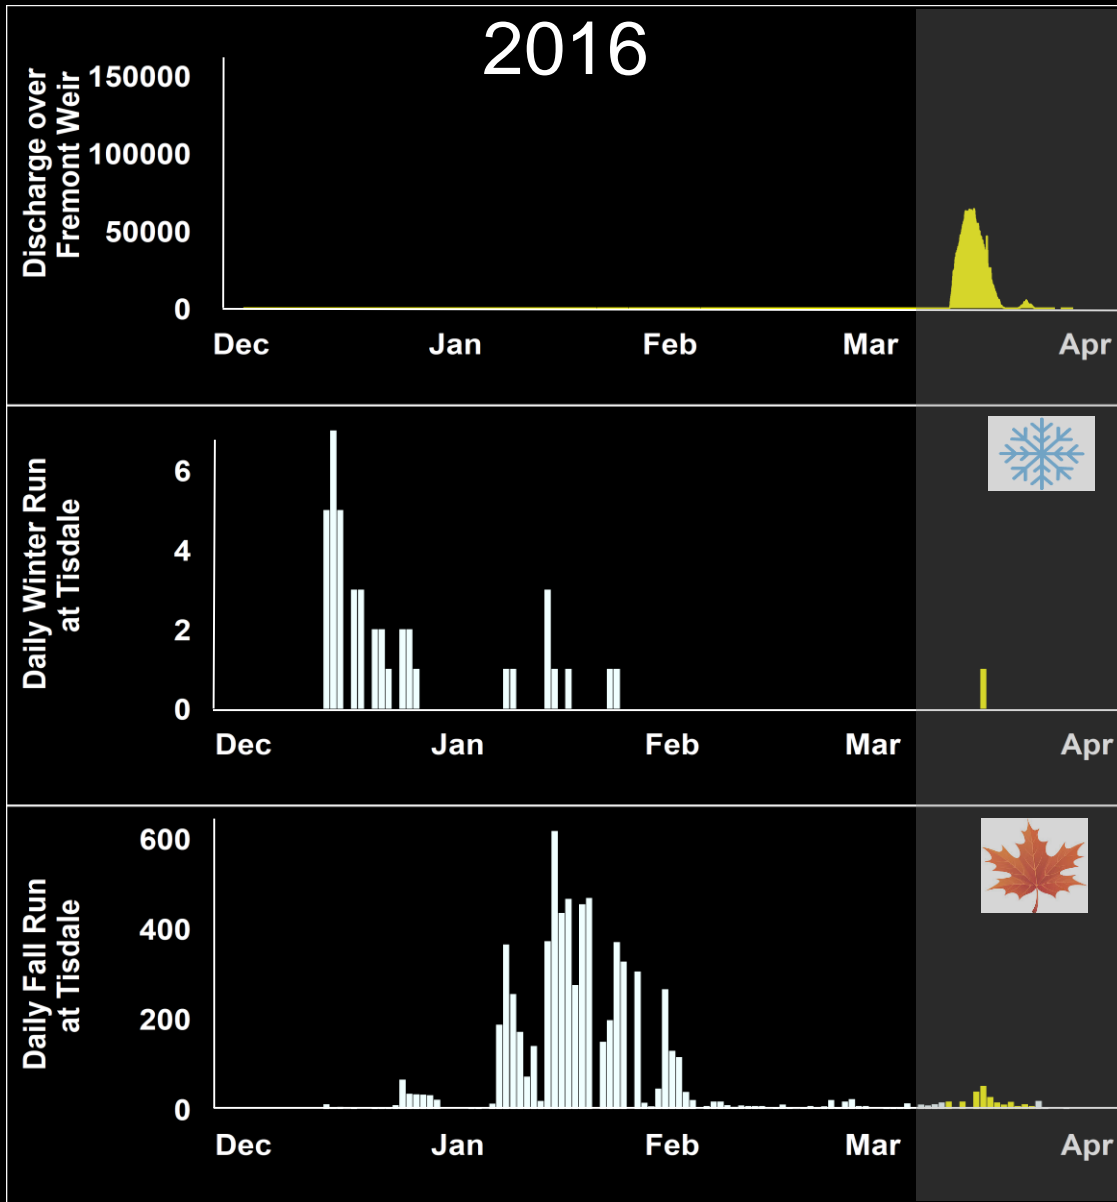 2016
Discharge over
Fremont Weir
150000
100000
50000
0
Dec Jan Feb Mar Apr
Daily Winter Run
at Tisdale
6
4
2
0
Dec Jan Feb Mar Apr
Daily Fall Run
at Tisdale
600
400
200
0
Dec Jan Feb Mar Apr